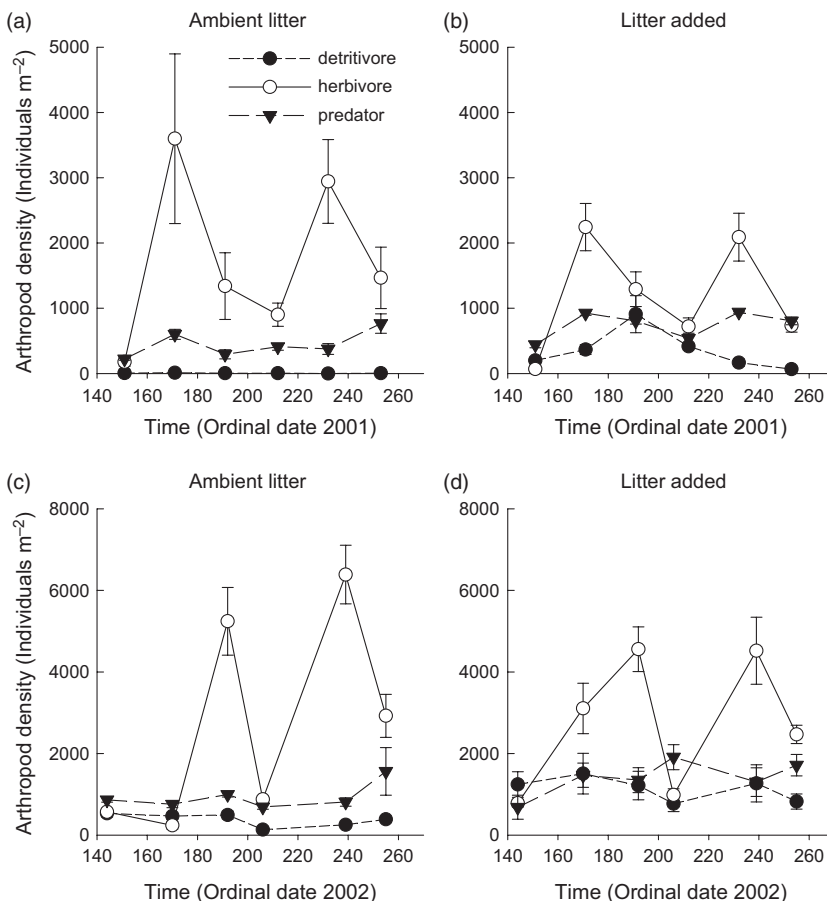 (a)
Ambient litter
5000
4000
3000
2000
1000
0
detritivore
herbivore
predator
140 160 180 200 220 240 260
Time (Ordinal date 2001)
Arthropod density (Individuals m⁻²)
(b)
Litter added
5000
4000
3000
2000
1000
0
140 160 180 200 220 240 260
Time (Ordinal date 2001)
(c)
Ambient litter
8000
6000
4000
2000
0
140 160 180 200 220 240 260
Time (Ordinal date 2002)
Arthropod density (Individuals m⁻²)
(d)
Litter added
8000
6000
4000
2000
0
140 160 180 200 220 240 260
Time (Ordinal date 2002)